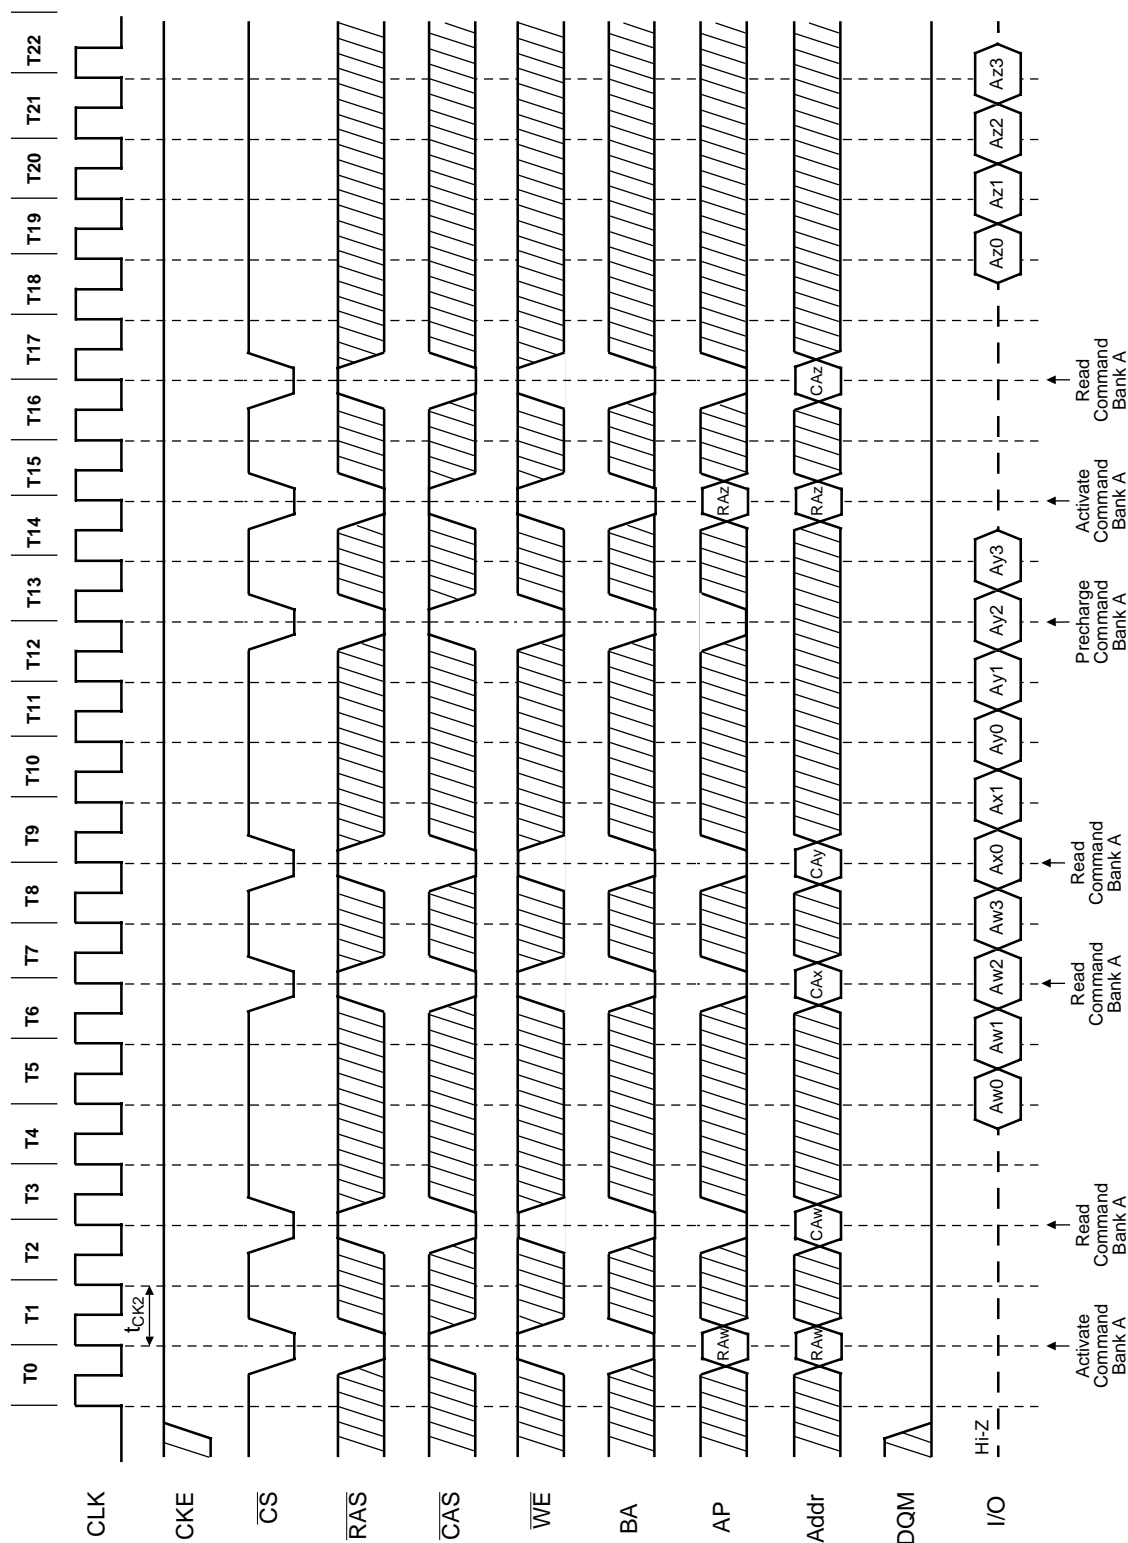 T0 T1 T2 T3 T4 T5 T6 T7 T8 T9 T10 T11 T12 T13 T14 T15 T16 T17 T18 T19 T20 T21 T22
CLK
tCK2
CKE
CS
RAS
CAS
WE
BA
AP
RAw RAz
Addr
RAw CAw CAx CAy RAz CAz
DQM
Hi-Z
I/O
Aw0 Aw1 Aw2 Aw3 Ax0 Ax1 Ay0 Ay1 Ay2 Ay3 Az0 Az1 Az2 Az3
Activate
Command
Bank A
Read
Command
Bank A
Read
Command
Bank A
Read
Command
Bank A
Precharge
Command
Bank A
Activate
Command
Bank A
Read
Command
Bank A